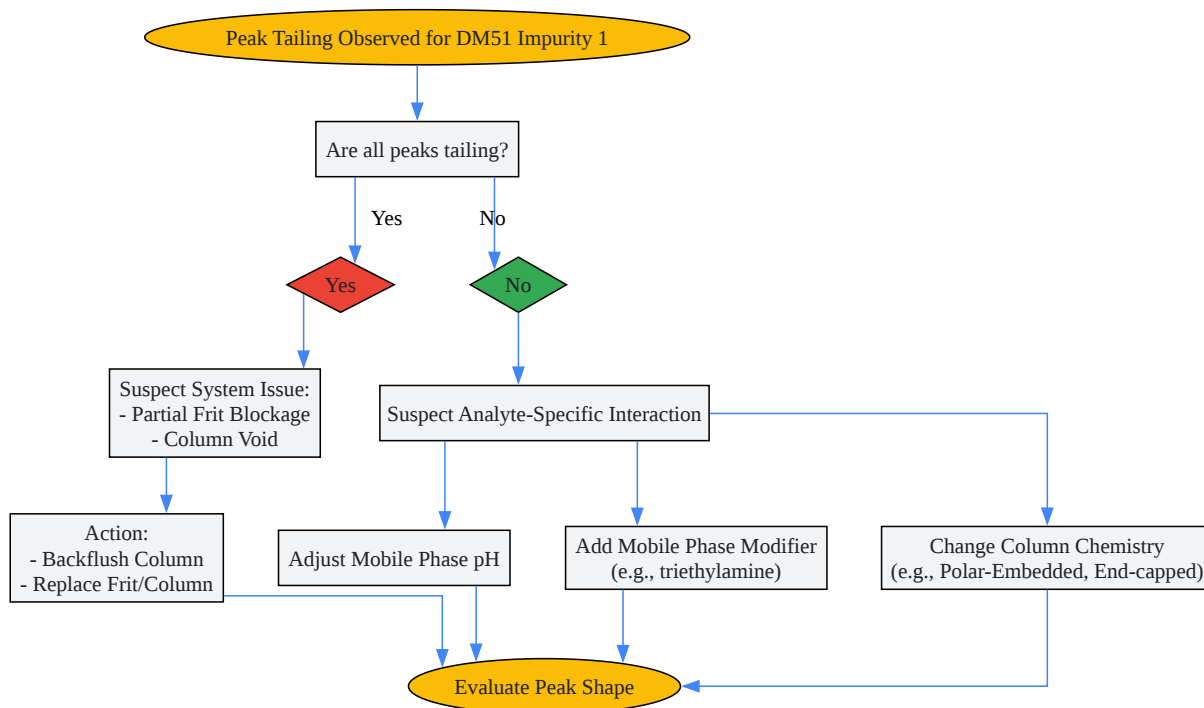 Peak Tailing Observed for DM51 Impurity 1
Are all peaks tailing?
Yes
No
Yes
No
Suspect System Issue:
- Partial Frit Blockage
- Column Void
Suspect Analyte-Specific Interaction
Action:
- Backflush Column
- Replace Frit/Column
Adjust Mobile Phase pH
Add Mobile Phase Modifier
(e.g., triethylamine)
Change Column Chemistry
(e.g., Polar-Embedded, End-capped)
Evaluate Peak Shape